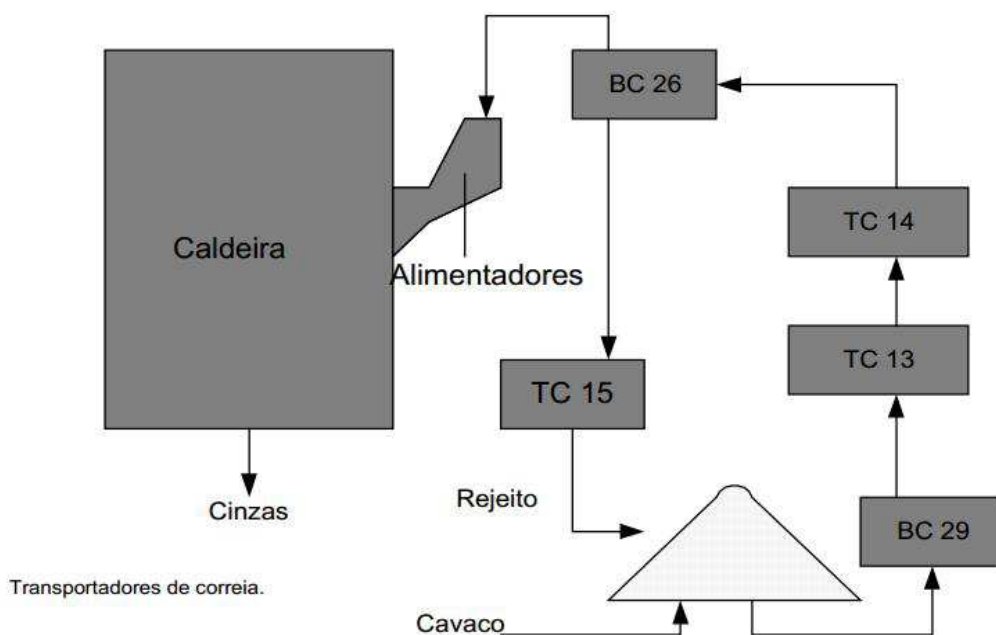 BC 26
TC 14
Caldeira
Alimentadores
TC 13
TC 15
Rejeito
Cinzas
BC 29
Transportadores de correia.
Cavaco